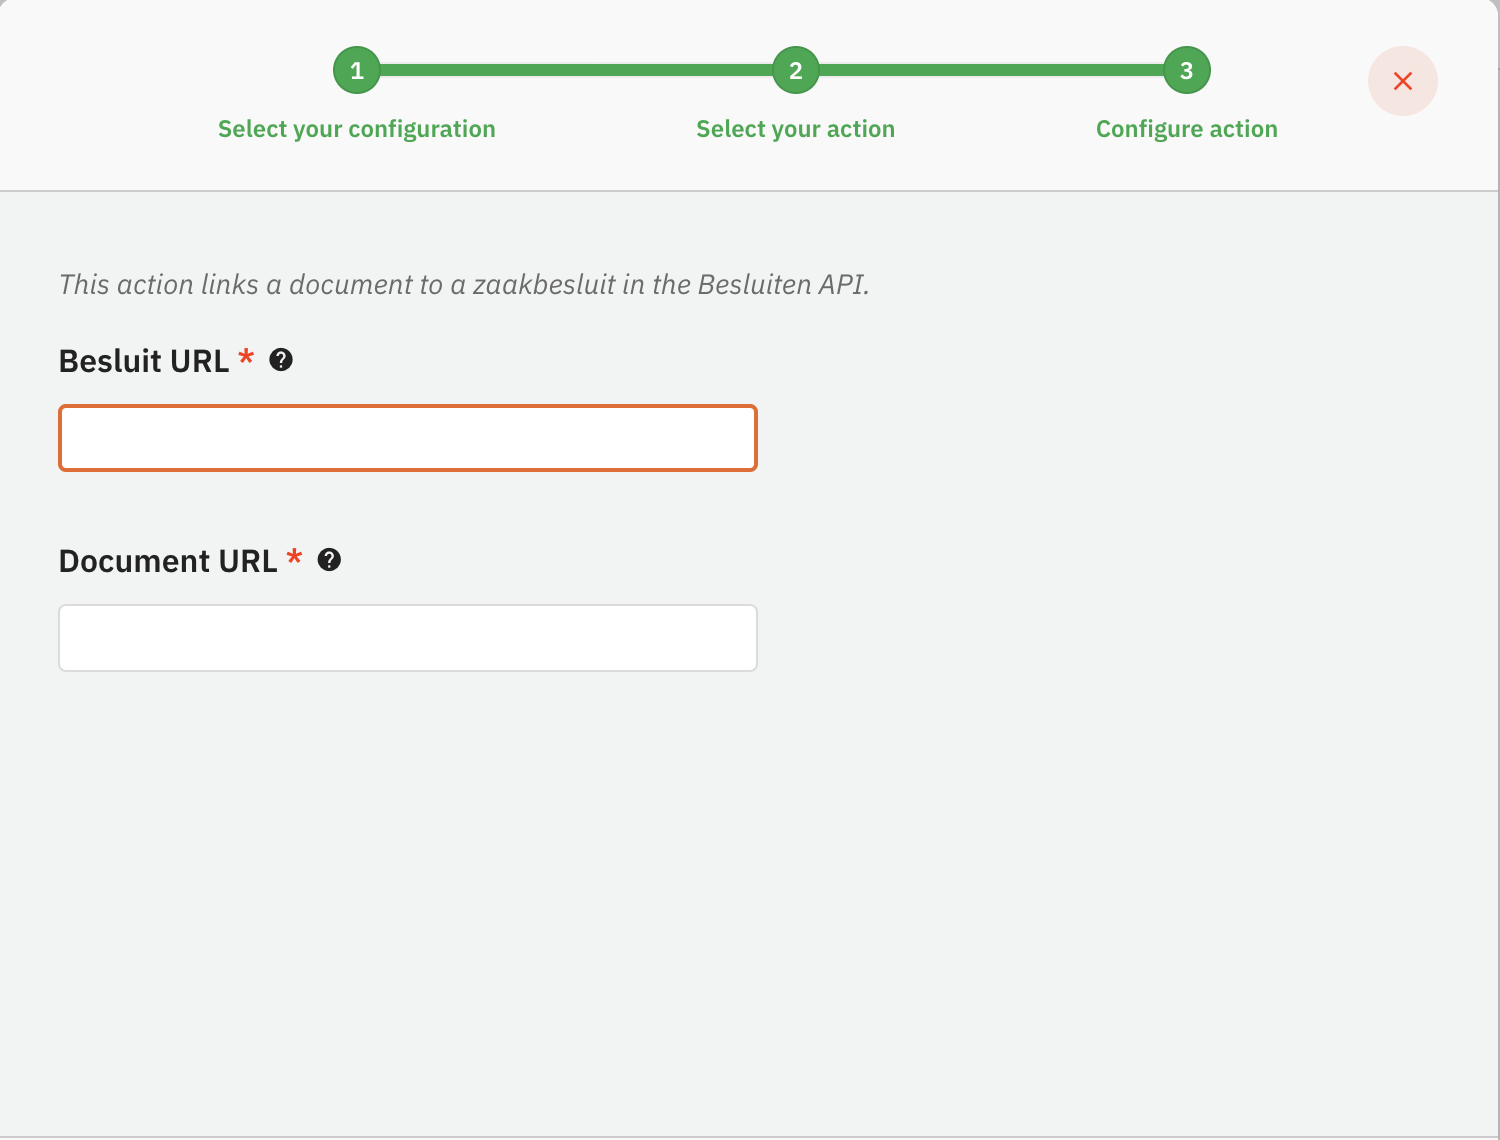 1 2 3
Select your configuration Select your action Configure action
This action links a document to a zaakbesluit in the Besluiten API.
Besluit URL * ?
Document URL * ?